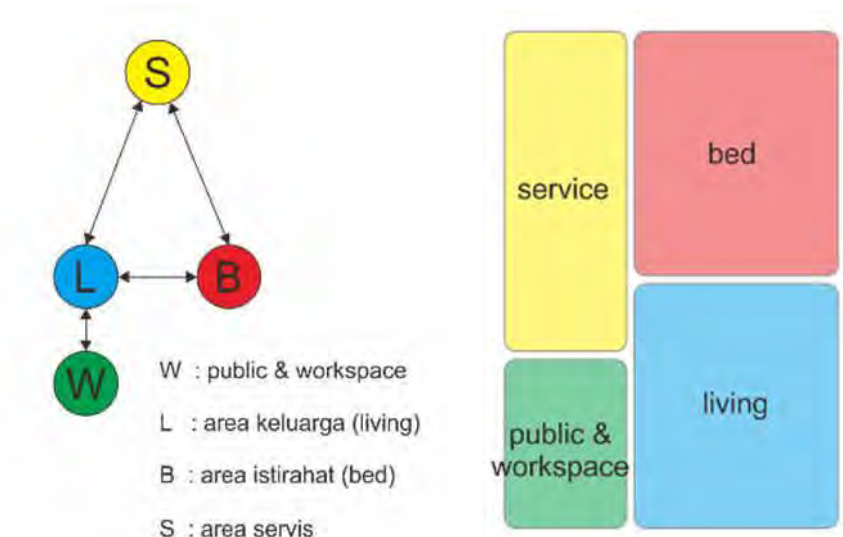 S
L
B
W
W : public & workspace
L : area keluarga (living)
B : area istirahat (bed)
S : area servis
service
bed
public &
workspace
living